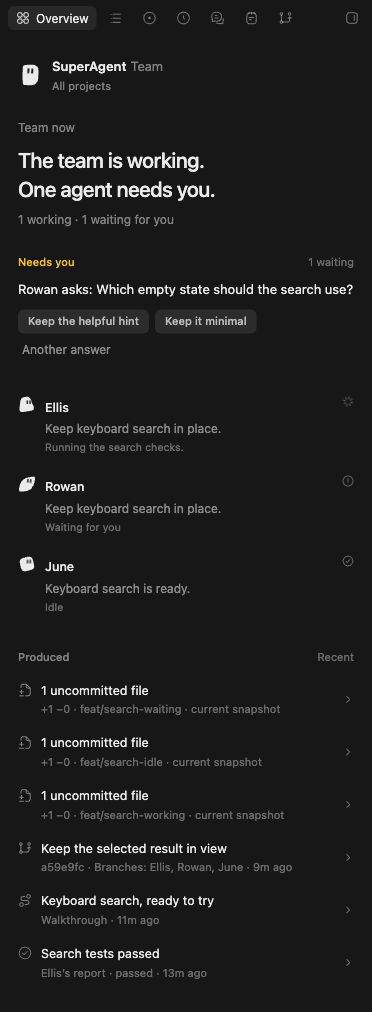 Overview
SuperAgent Team
All projects
Team now
The team is working.
One agent needs you.
1 working · 1 waiting for you
Needs you 1 waiting
Rowan asks: Which empty state should the search use?
Keep the helpful hint Keep it minimal
Another answer
Ellis
Keep keyboard search in place.
Running the search checks.
Rowan
Keep keyboard search in place.
Waiting for you
June
Keyboard search is ready.
Idle
Produced Recent
1 uncommitted file
+1 −0 · feat/search-waiting · current snapshot
1 uncommitted file
+1 −0 · feat/search-idle · current snapshot
1 uncommitted file
+1 −0 · feat/search-working · current snapshot
Keep the selected result in view
a59e9fc · Branches: Ellis, Rowan, June · 9m ago
Keyboard search, ready to try
Walkthrough · 11m ago
Search tests passed
Ellis's report · passed · 13m ago